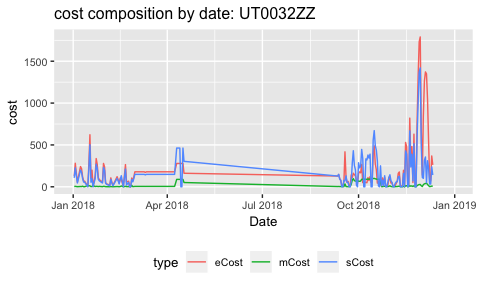 cost composition by date: UT0032ZZ
1500
1000
500
0
cost
Jan 2018 Apr 2018 Jul 2018 Oct 2018 Jan 2019
Date
type eCost mCost sCost